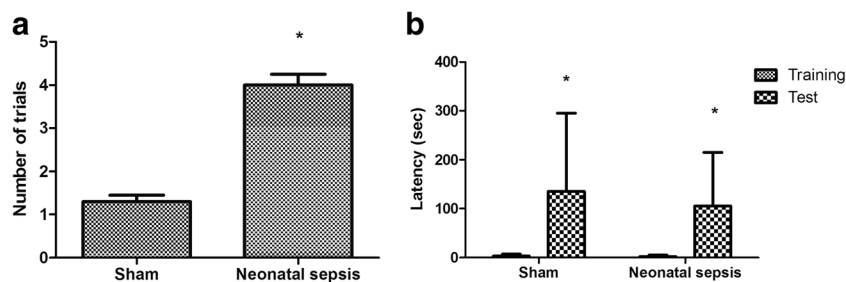 a
Number of trials
5
4
3
2
1
0
*
Sham
Neonatal sepsis
b
Latency (sec)
400
300
200
100
0
*
*
Sham
Neonatal sepsis
Training
Test